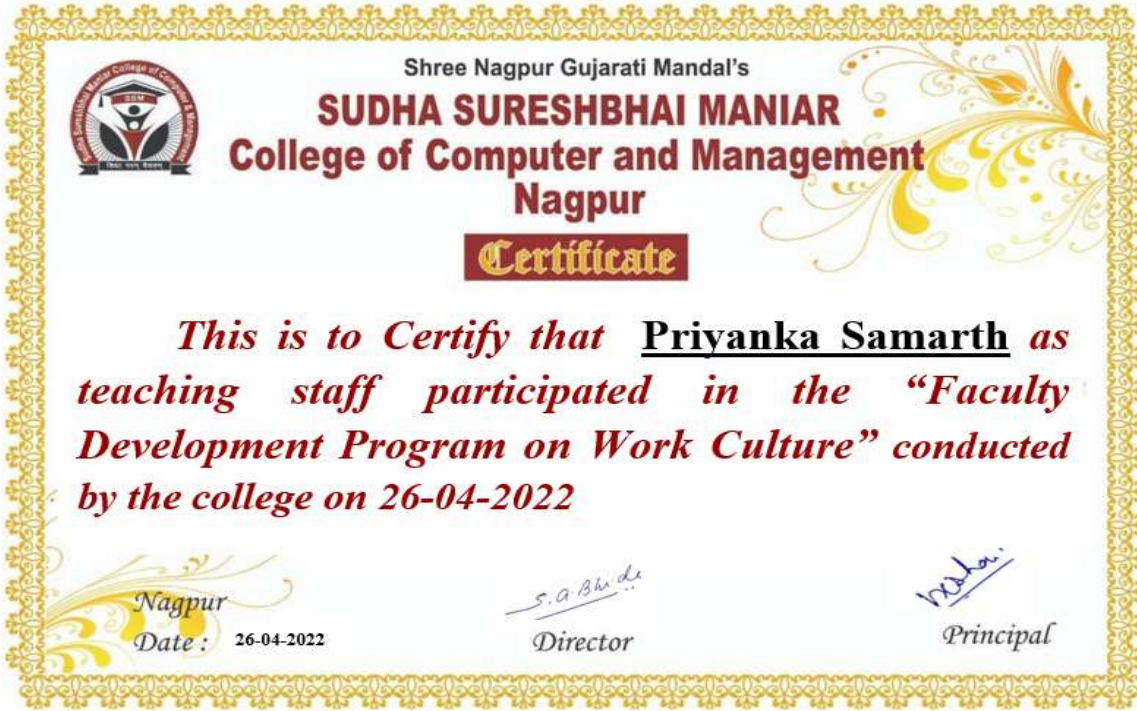 Shree Nagpur Gujarati Mandal's
SUDHA SURESHBHAI MANIAR
College of Computer and Management
Nagpur
Certificate
This is to Certify that Priyanka Samarth as
teaching staff participated in the “Faculty
Development Program on Work Culture” conducted
by the college on 26-04-2022
S.a.Bhide
Nagpur
Date : 26-04-2022
Director
Principal
SSM